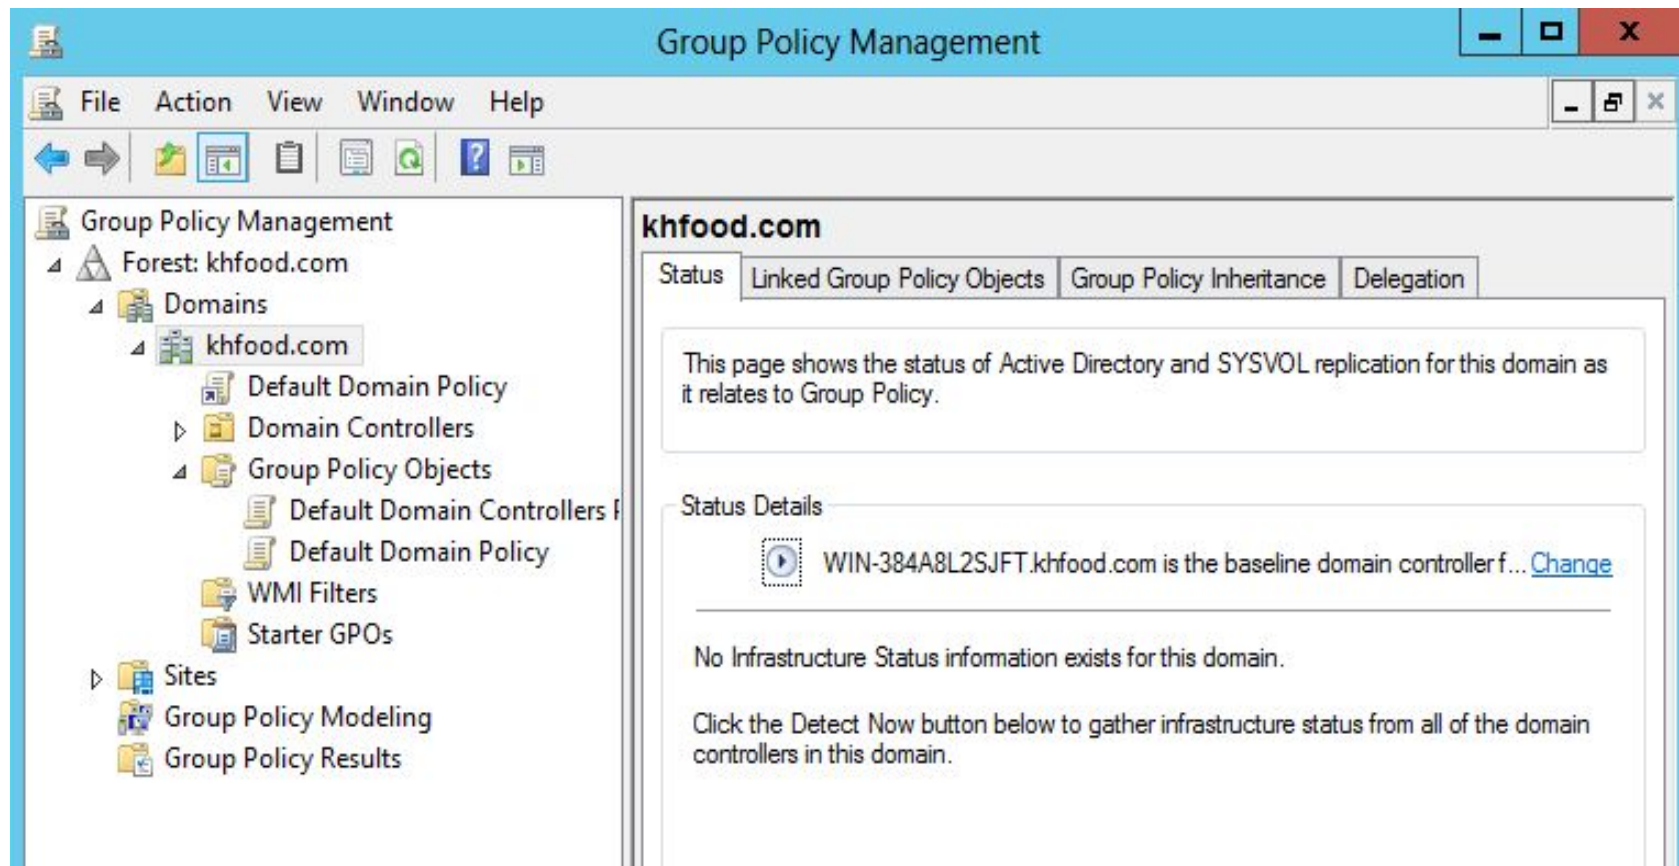 Group Policy Management
File Action View Window Help
Group Policy Management
Forest: khfood.com
Domains
khfood.com
Default Domain Policy
Domain Controllers
Group Policy Objects
Default Domain Controllers
Default Domain Policy
WMI Filters
Starter GPOs
Sites
Group Policy Modeling
Group Policy Results
khfood.com
Status Linked Group Policy Objects Group Policy Inheritance Delegation
This page shows the status of Active Directory and SYSVOL replication for this domain as
it relates to Group Policy.
Status Details
WIN-384A8L2SJFT.khfood.com is the baseline domain controller f... Change
No Infrastructure Status information exists for this domain.
Click the Detect Now button below to gather infrastructure status from all of the domain
controllers in this domain.